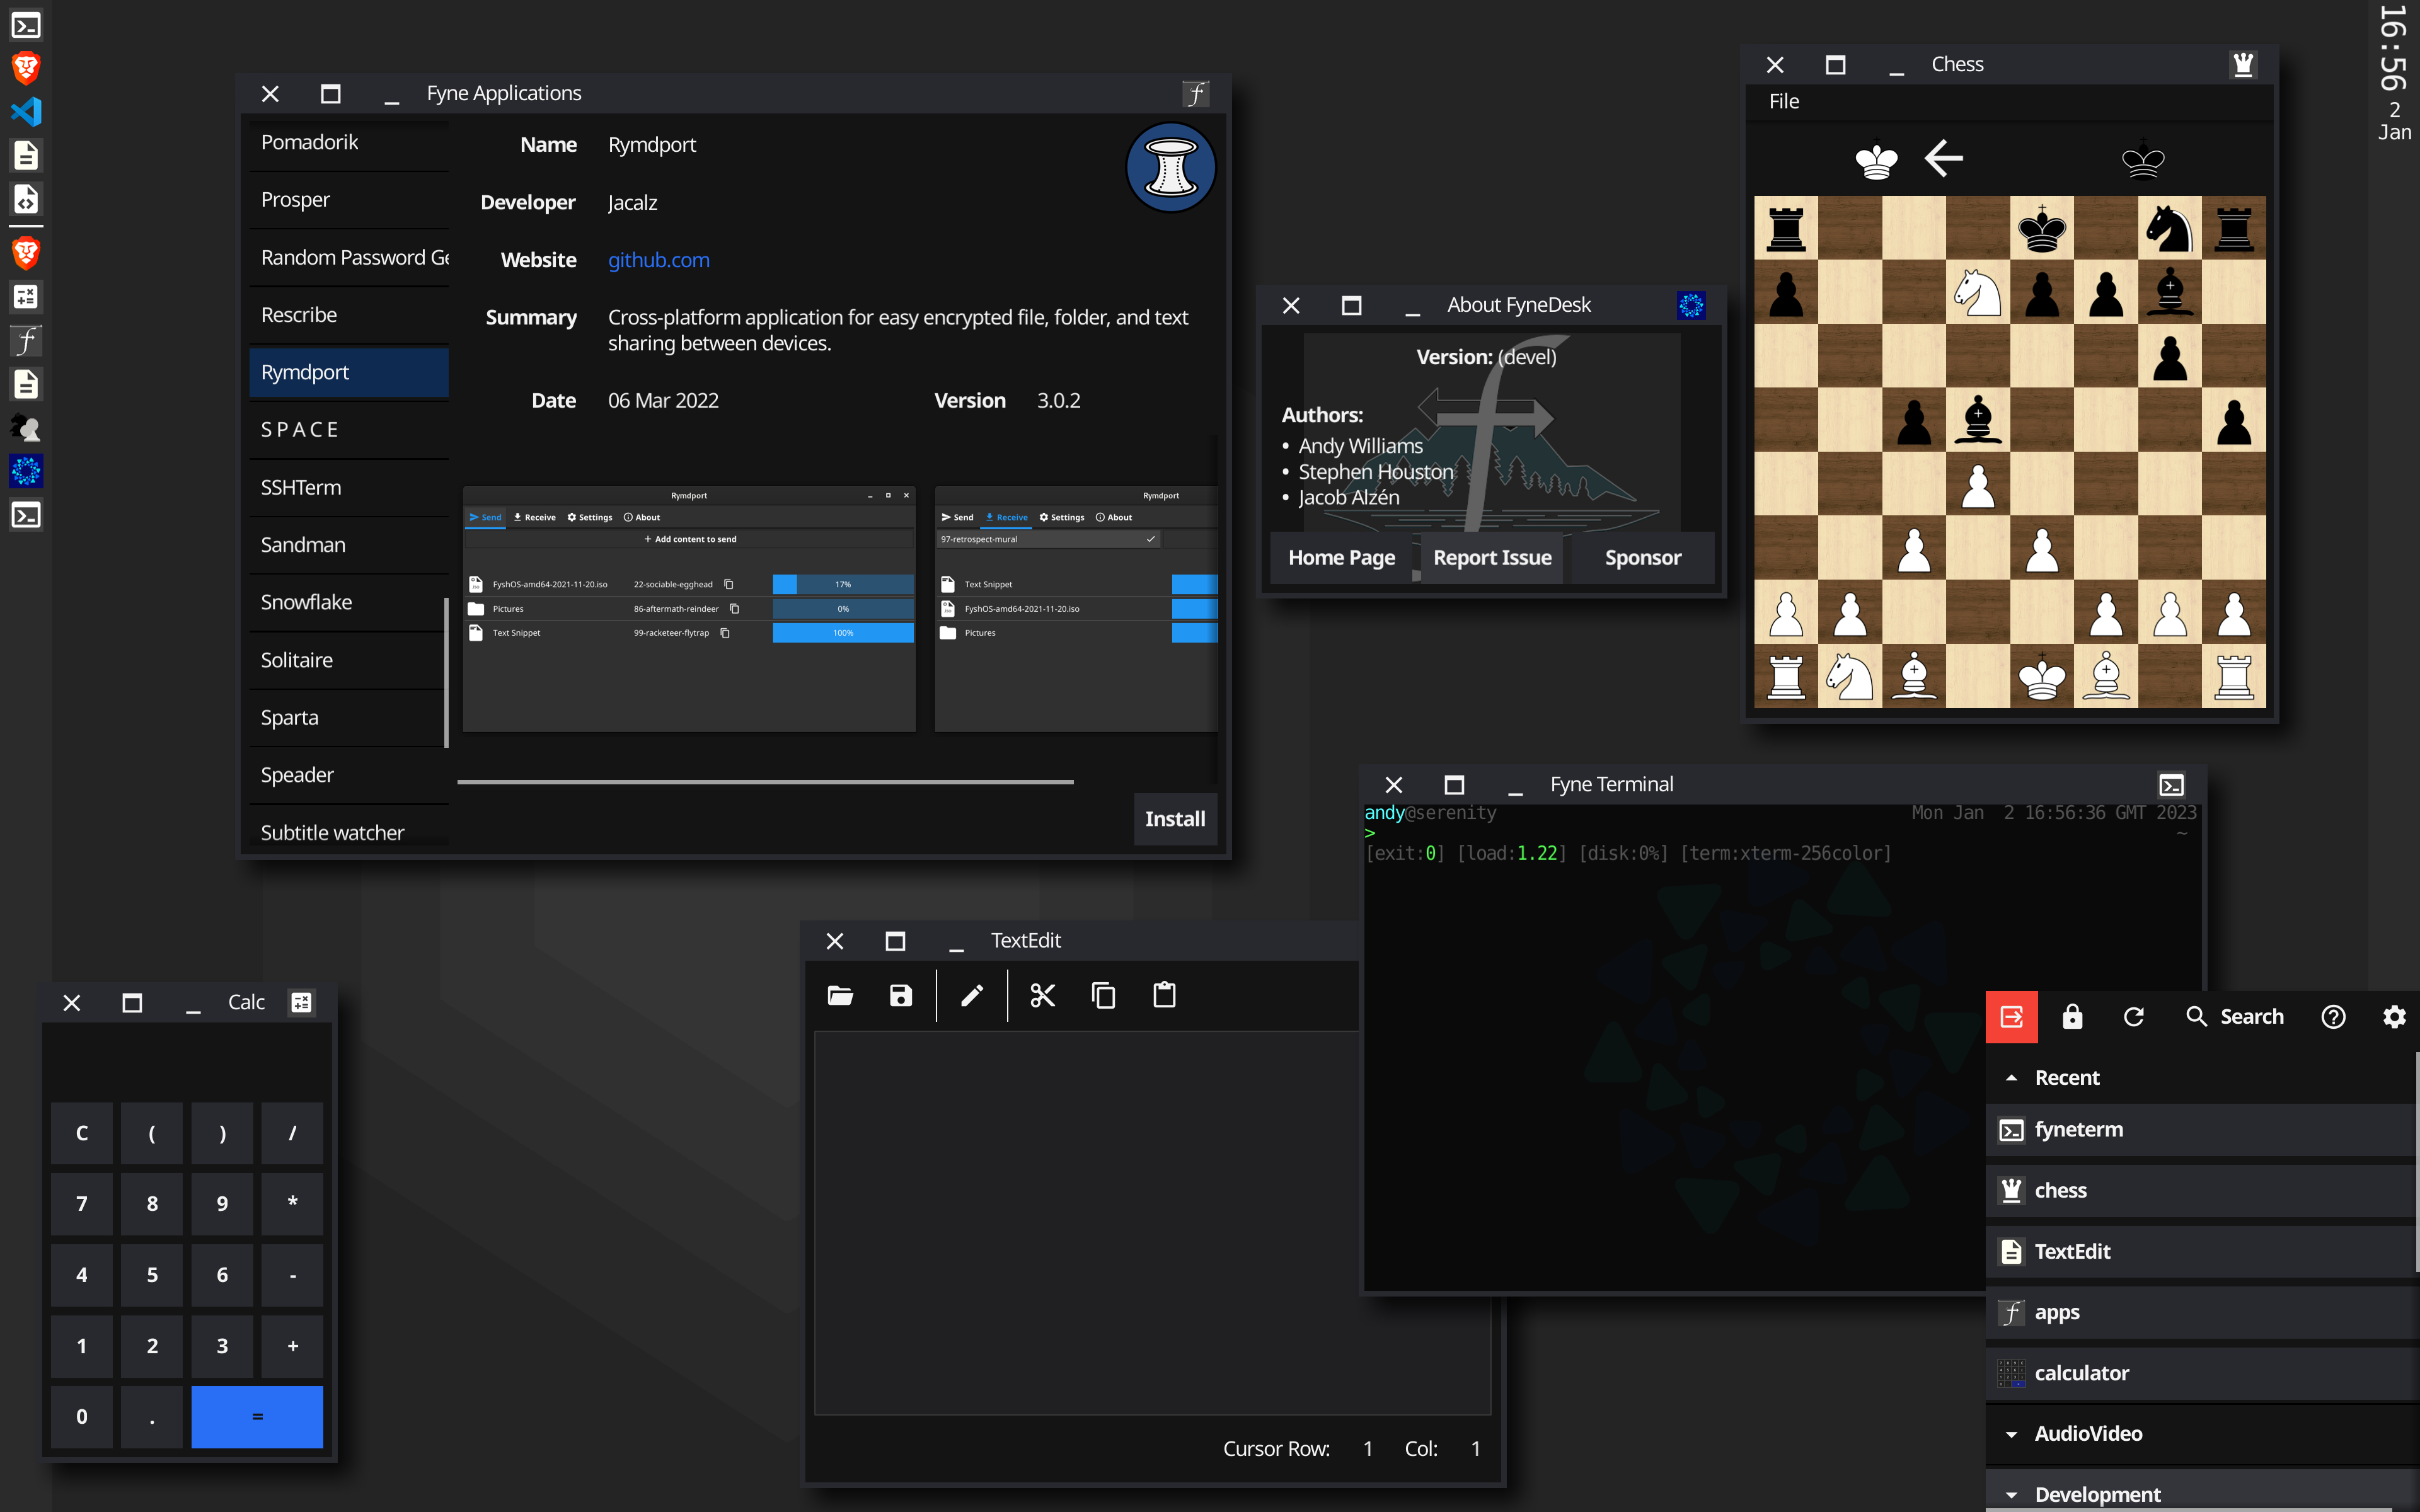 16:56
2
Jan
Fyne Applications
Pomadorik
Prosper
Random Password Ge
Rescribe
Rymdport
S P A C E
SSHTerm
Sandman
Snowflake
Solitaire
Sparta
Speader
Subtitle watcher
Name Rymdport
Developer Jacalz
Website github.com
Summary Cross-platform application for easy encrypted file, folder, and text
sharing between devices.
Date 06 Mar 2022 Version 3.0.2
Rymdport
Send Receive Settings About
+ Add content to send
FyshOS-amd64-2021-11-20.iso 22-sociable-egghead 17%
Pictures 86-aftermath-reindeer 0%
Text Snippet 99-racketeer-flytrap 100%
Rymdport
Send Receive Settings About
97-retrospect-mural
Text Snippet
FyshOS-amd64-2021-11-20.iso
Pictures
Install
About FyneDesk
Version: (devel)
Authors:
• Andy Williams
• Stephen Houston
• Jacob Alzén
Home Page Report Issue Sponsor
Chess
File
Fyne Terminal
andy@serenity Mon Jan 2 16:56:36 GMT 2023
> ~
[exit:0] [load:1.22] [disk:0%] [term:xterm-256color]
Calc
C ( ) /
7 8 9 *
4 5 6 -
1 2 3 +
0 . =
TextEdit
Cursor Row: 1 Col: 1
Search
Recent
fyneterm
chess
TextEdit
apps
calculator
AudioVideo
Development